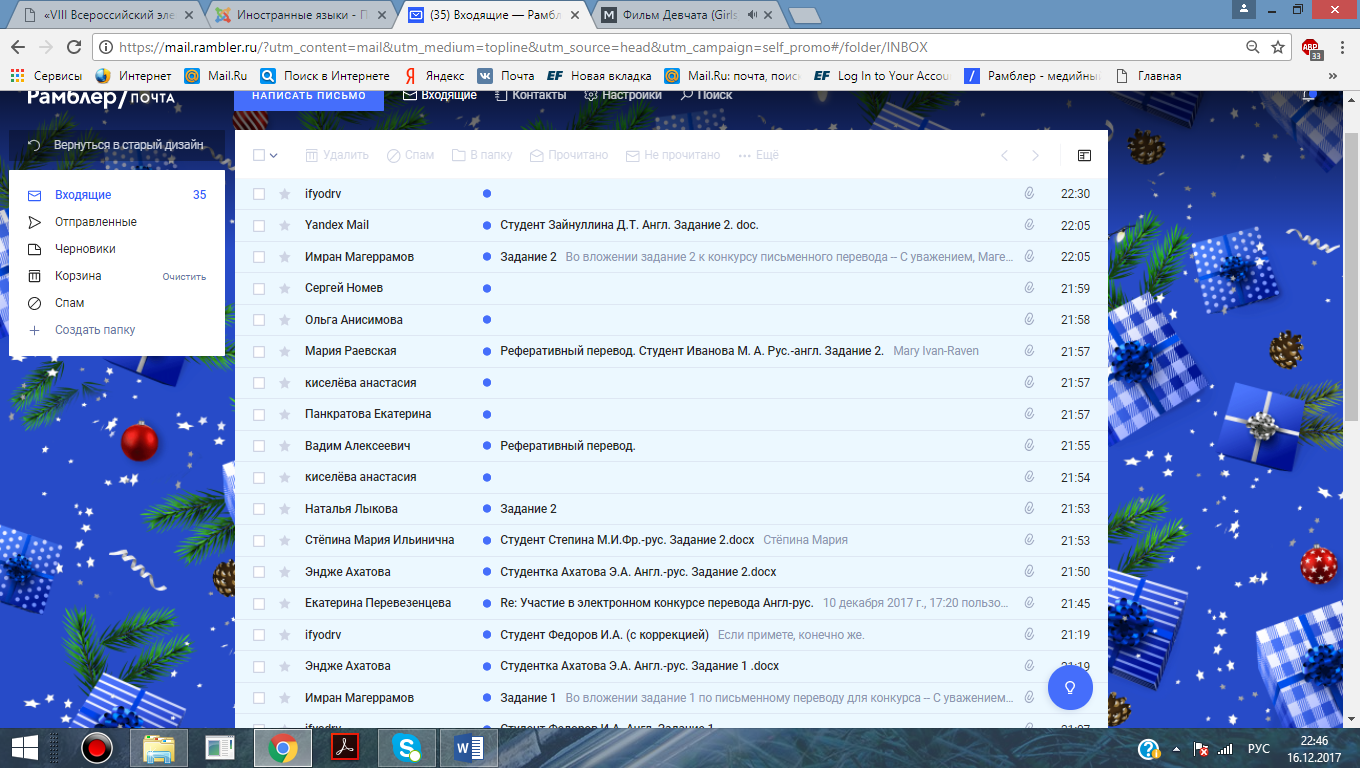 «VIII Всероссийский эле
Иностранные языки - П
(35) Входящие — Рамбл
Фильм Девчата (Girls
https://mail.rambler.ru/?utm_content=mail&utm_medium=topline&utm_source=head&utm_campaign=self_promo#/folder/INBOX
ABP 33
Сервисы Интернет Mail.Ru Поиск в Интернете Яндекс Почта Новая вкладка Mail.Ru: почта, поиск Log In to Your Accou Рамблер - медийны Главная
Рамблер/ПОЧТА НАПИСАТЬ ПИСЬМО Входящие Контакты Настройки Поиск
Вернуться в старый дизайн
Удалить Спам В папку Прочитано Не прочитано Ещё
Входящие 35
Отправленные
Черновики
Корзина Очистить
Спам
Создать папку
ifyodrv 22:30
Yandex Mail Студент Зайнуллина Д.Т. Англ. Задание 2. doc. 22:05
Имран Магеррамов Задание 2 Во вложении задание 2 к конкурсу письменного перевода -- С уважением, Маге... 22:05
Сергей Номев 21:59
Ольга Анисимова 21:58
Мария Раевская Реферативный перевод. Студент Иванова М. А. Рус.-англ. Задание 2. Mary Ivan-Raven 21:57
киселёва анастасия 21:57
Панкратова Екатерина 21:57
Вадим Алексеевич Реферативный перевод. 21:55
киселёва анастасия 21:54
Наталья Лыкова Задание 2 21:53
Стёпина Мария Ильинична Студент Степина М.И.Фр.-рус. Задание 2.docx Стёпина Мария 21:53
Эндже Ахатова Студентка Ахатова Э.А. Англ.-рус. Задание 2.docx 21:50
Екатерина Перевезенцева Re: Участие в электронном конкурсе перевода Англ-рус. 10 декабря 2017 г., 17:20 пользо... 21:45
ifyodrv Студент Федоров И.А. (с коррекцией) Если примете, конечно же. 21:19
Эндже Ахатова Студентка Ахатова Э.А. Англ.-рус. Задание 1 .docx 21:19
Имран Магеррамов Задание 1 Во вложении задание 1 по письменному переводу для конкурса -- С уважением...
ifyodrv Студент Федоров И.А. Англ. Задание 1
РУС
22:46
16.12.2017